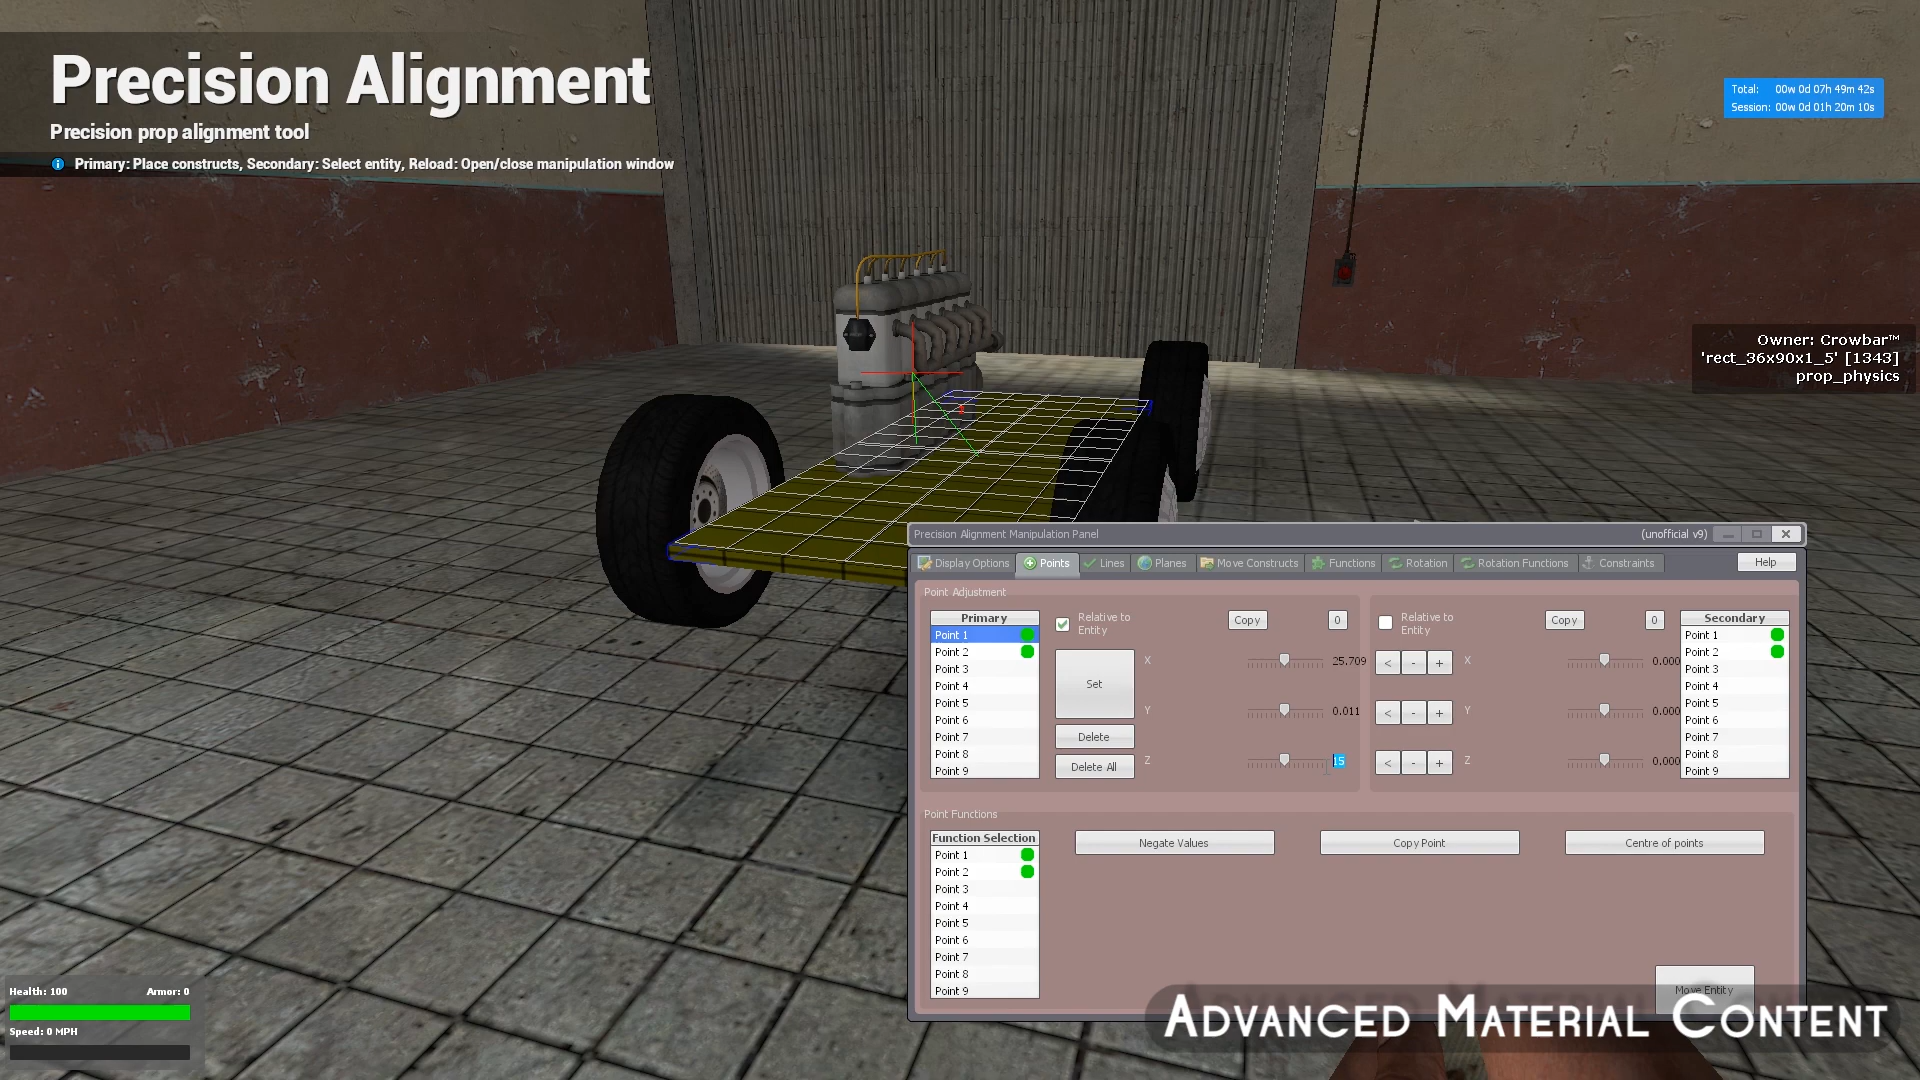 Precision Alignment
Precision prop alignment tool
Primary: Place constructs, Secondary: Select entity, Reload: Open/close manipulation window
Total: 00w 0d 07h 49m 42s
Session: 00w 0d 01h 20m 10s
Owner: Crowbar™
'rect_36x90x1_5' [1343]
prop_physics
Precision Alignment Manipulation Panel (unofficial v9)
Display Options Points Lines Planes Move Constructs Functions Rotation Rotation Functions Constraints Help
Point Adjustment
Primary
Point 1
Point 2
Point 3
Point 4
Point 5
Point 6
Point 7
Point 8
Point 9
Relative to
Entity
Copy 0
Set
Delete
Delete All
X 25.709
Y 0.011
Z 15
Relative to
Entity
Copy 0
< - + X 0.000
< - + Y 0.000
< - + Z 0.000
Secondary
Point 1
Point 2
Point 3
Point 4
Point 5
Point 6
Point 7
Point 8
Point 9
Point Functions
Function Selection
Point 1
Point 2
Point 3
Point 4
Point 5
Point 6
Point 7
Point 8
Point 9
Negate Values Copy Point Centre of points
Move Entity
Health: 100 Armor: 0
Speed: 0 MPH
Advanced Material Content